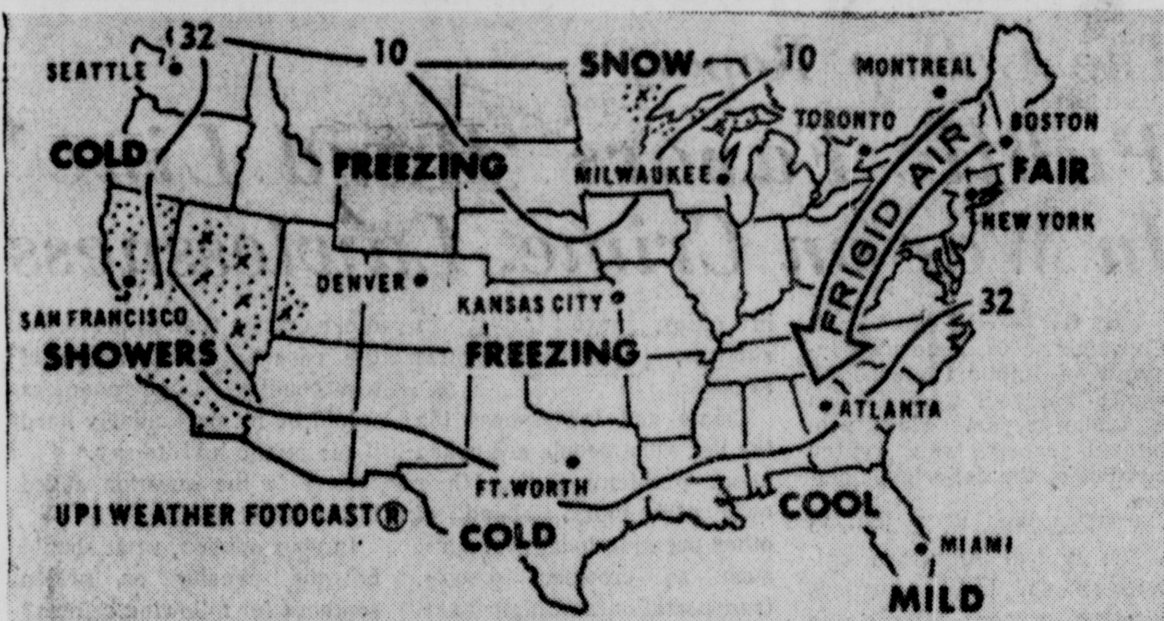 32
10
SNOW
10
MONTREAL
SEATTLE
TORONTO
BOSTON
COLD
FREEZING
MILWAUKEE
FRIGID AIR
FAIR
NEW YORK
DENVER
KANSAS CITY
SAN FRANCISCO
32
SHOWERS
FREEZING
ATLANTA
FT. WORTH
UPI WEATHER FOTOCAST®
COLD
COOL
MIAMI
MILD